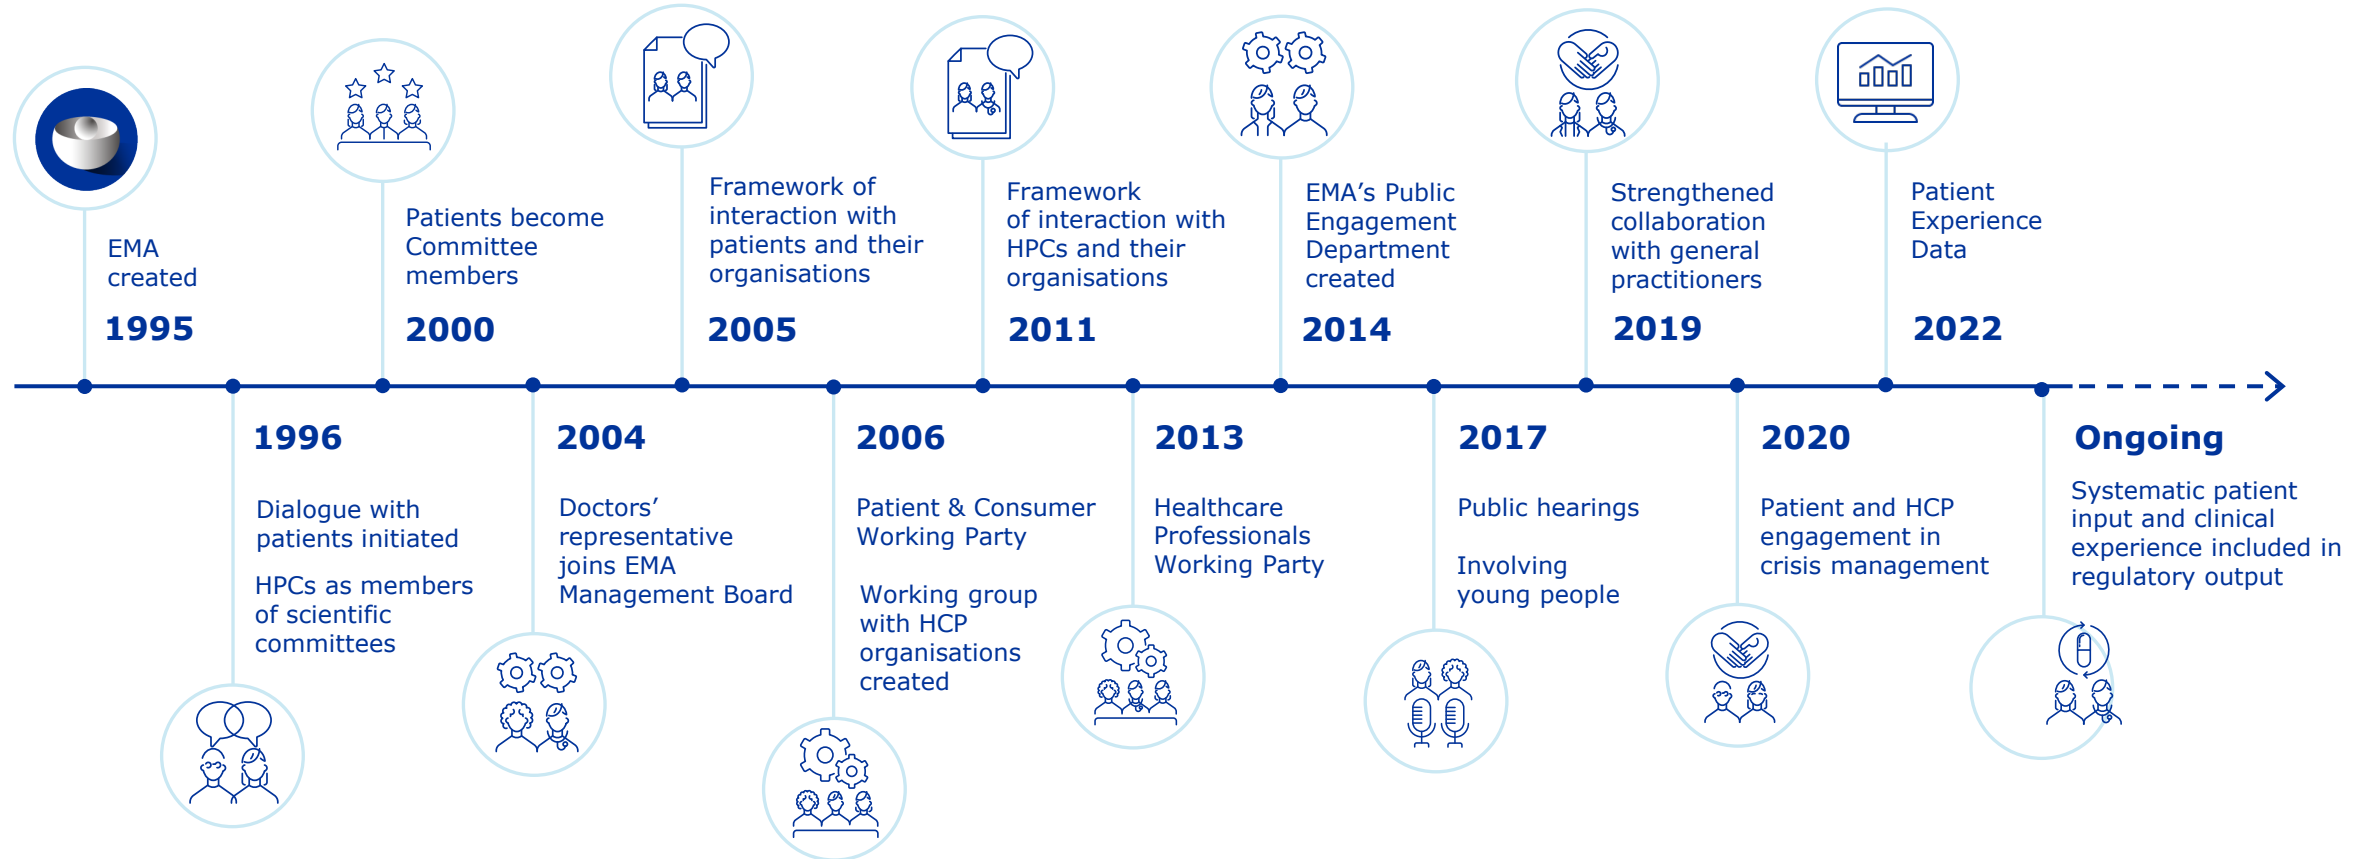 EMA
created
1995
Patients become
Committee
members
2000
Framework of
interaction with
patients and their
organisations
2005
Framework
of interaction with
HPCs and their
organisations
2011
EMA’s Public
Engagement
Department
created
2014
Strengthened
collaboration
with general
practitioners
2019
Patient
Experience
Data
2022
1996
Dialogue with
patients initiated
HPCs as members
of scientific
committees
2004
Doctors’
representative
joins EMA
Management Board
2006
Patient & Consumer
Working Party
Working group
with HCP
organisations
created
2013
Healthcare
Professionals
Working Party
2017
Public hearings
Involving
young people
2020
Patient and HCP
engagement in
crisis management
Ongoing
Systematic patient
input and clinical
experience included in
regulatory output